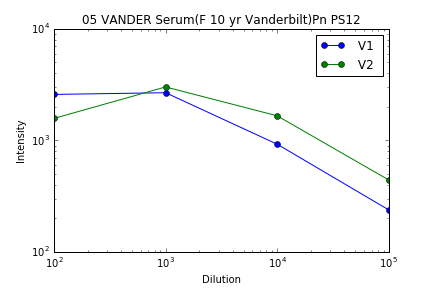 05 VANDER Serum(F 10 yr Vanderbilt)Pn PS12
V1
V2
10^4
10^3
10^2
Intensity
10^2 10^3 10^4 10^5
Dilution